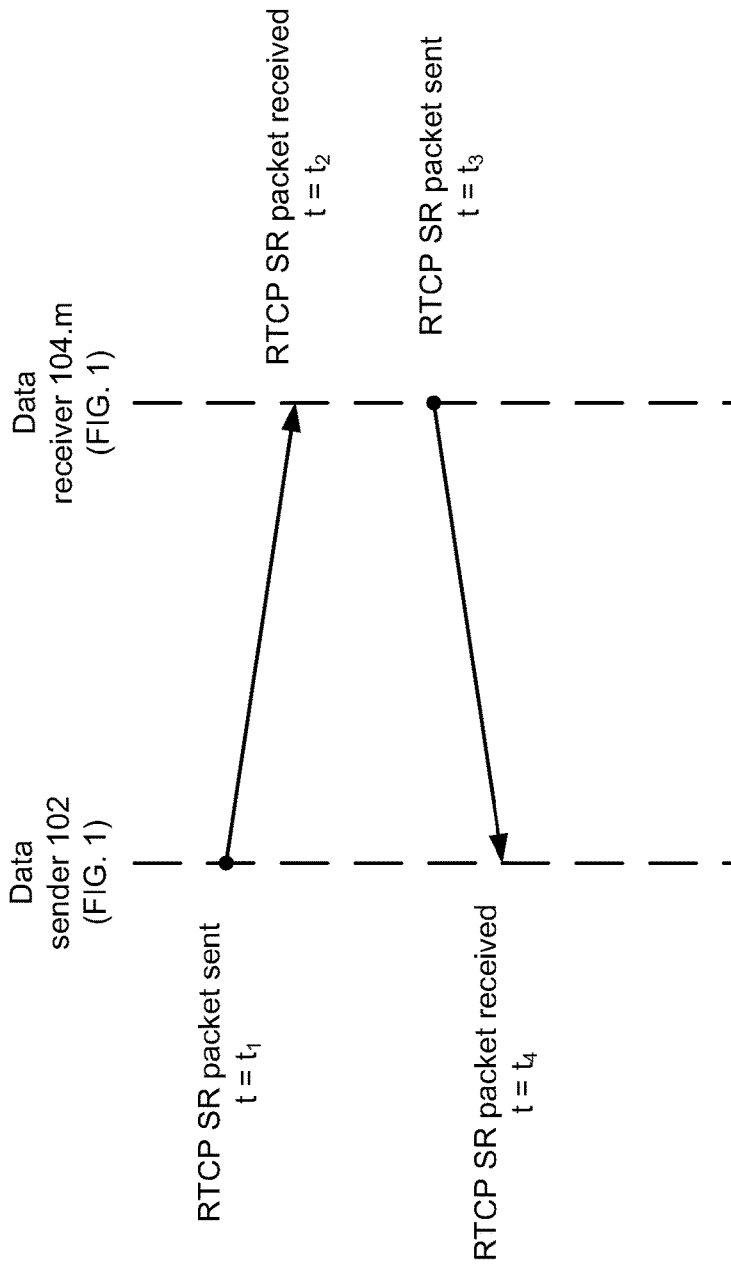 Data
sender 102
(FIG. 1)
Data
receiver 104.m
(FIG. 1)
RTCP SR packet sent
t = t₁
RTCP SR packet received
t = t₂
RTCP SR packet sent
t = t₃
RTCP SR packet received
t = t₄